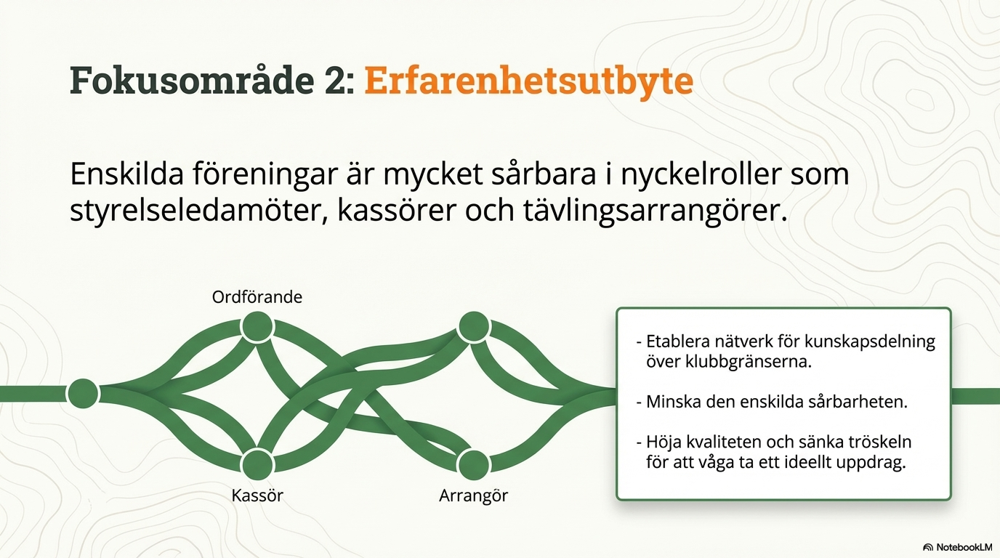 Fokusområde 2: Erfarenhetsutbyte
Enskilda föreningar är mycket sårbara i nyckelroller som
styrelseledamöter, kassörer och tävlingsarrangörer.
Ordförande
Kassör
Arrangör
- Etablera nätverk för kunskapsdelning
över klubbgränserna.
- Minska den enskilda sårbarheten.
- Höja kvaliteten och sänka tröskeln
för att våga ta ett ideellt uppdrag.
NotebookLM